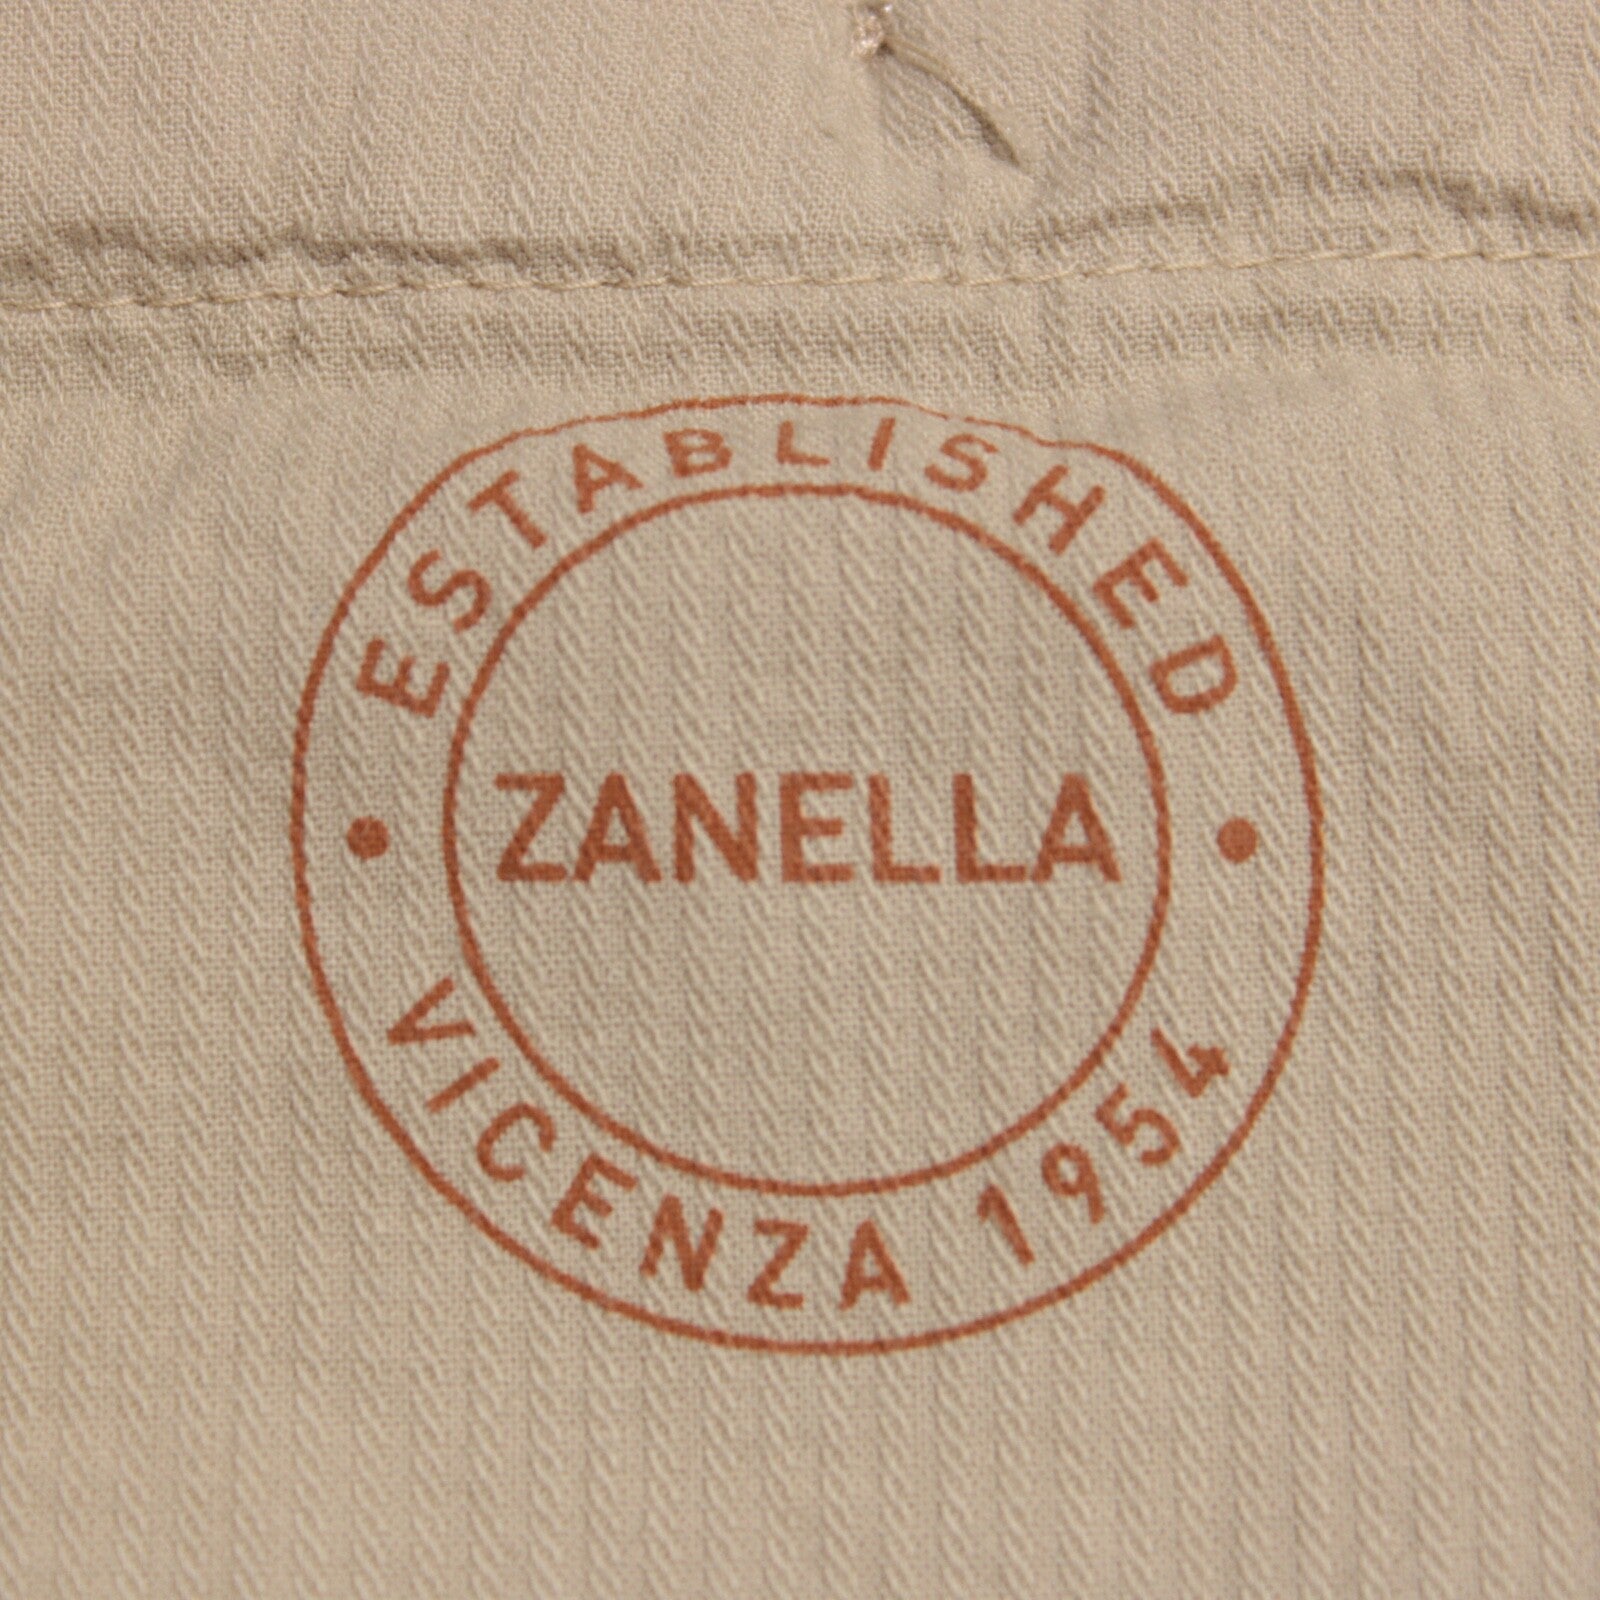 ESTABLISHED
ZANELLA
VICENZA 1954